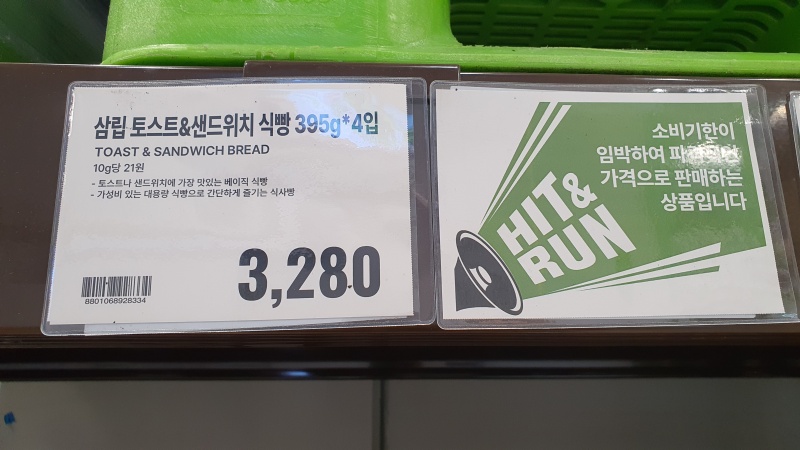 삼립 토스트&샌드위치 식빵 395g*4입
TOAST & SANDWICH BREAD
10g당 21원
- 토스트나 샌드위치에 가장 맛있는 베이직 식빵
- 가성비 있는 대용량 식빵으로 간단하게 즐기는 식사빵
3,280
8801068928334
HIT&
RUN
소비기한이
임박하여
가격으로 판매하는
상품입니다